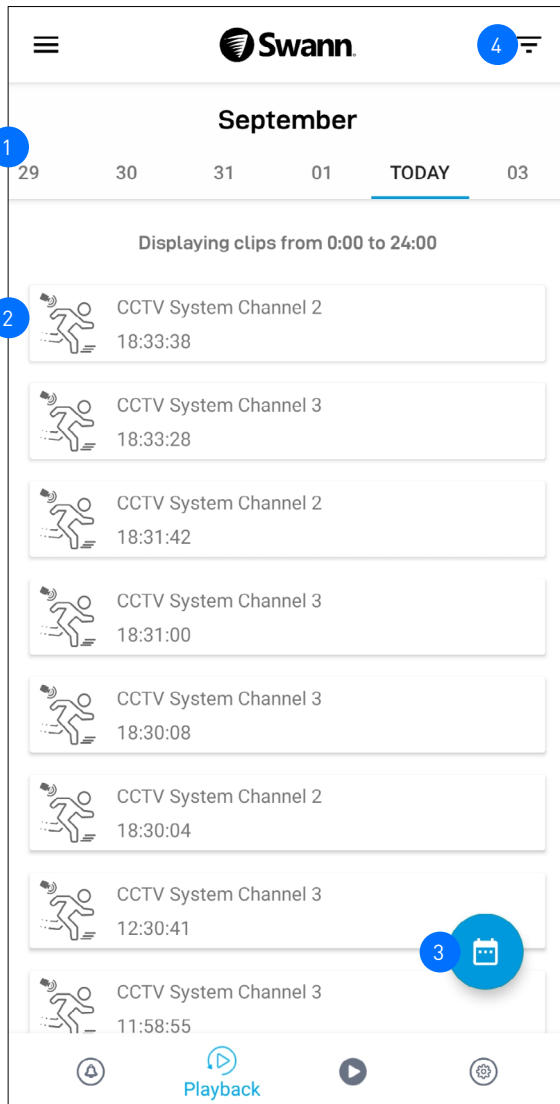 Swann
4
September
1
29 30 31 01 TODAY 03
Displaying clips from 0:00 to 24:00
2
CCTV System Channel 2
18:33:38
CCTV System Channel 3
18:33:28
CCTV System Channel 2
18:31:42
CCTV System Channel 3
18:31:00
CCTV System Channel 3
18:30:08
CCTV System Channel 2
18:30:04
CCTV System Channel 3
12:30:41
3
CCTV System Channel 3
11:58:55
Playback